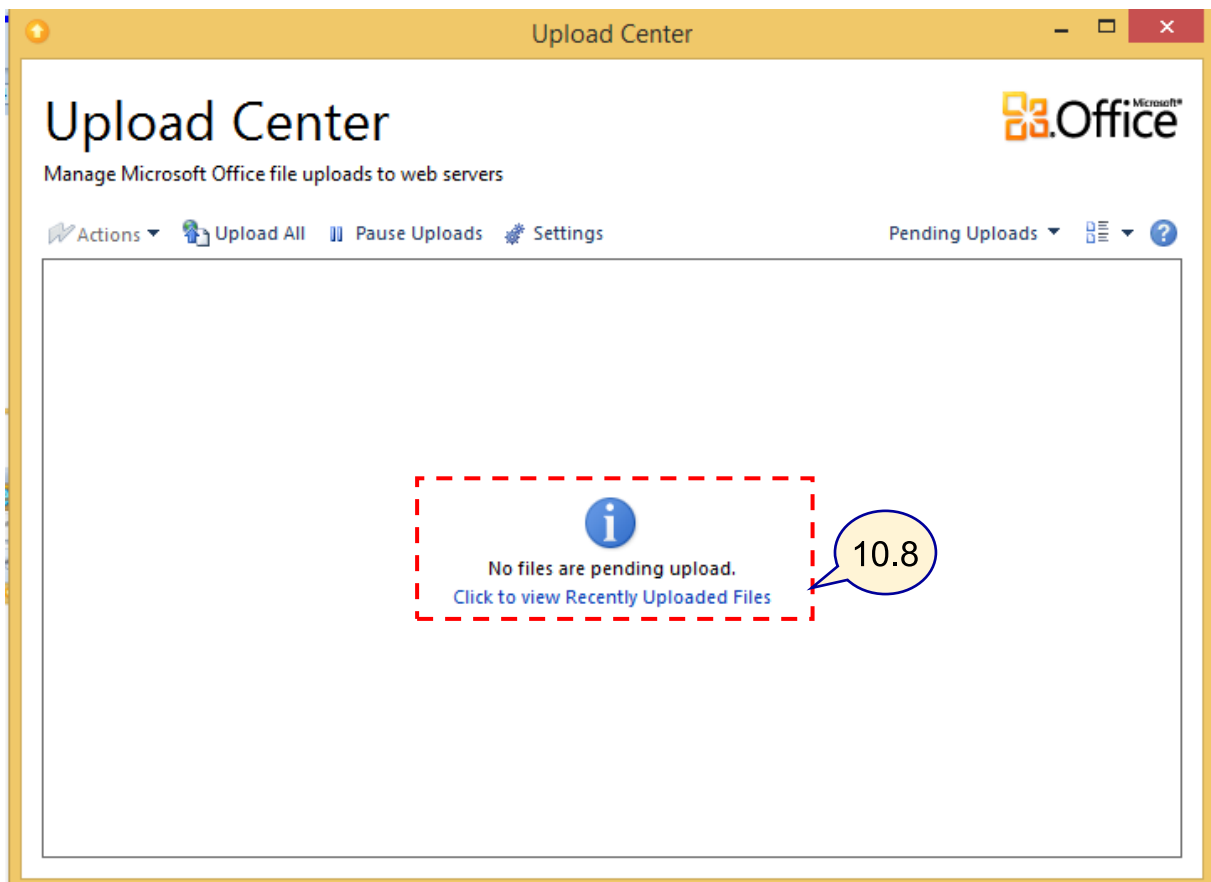 Upload Center
Upload Center
Microsoft®
Office
Manage Microsoft Office file uploads to web servers
Actions Upload All Pause Uploads Settings Pending Uploads ?
i
No files are pending upload.
Click to view Recently Uploaded Files
10.8